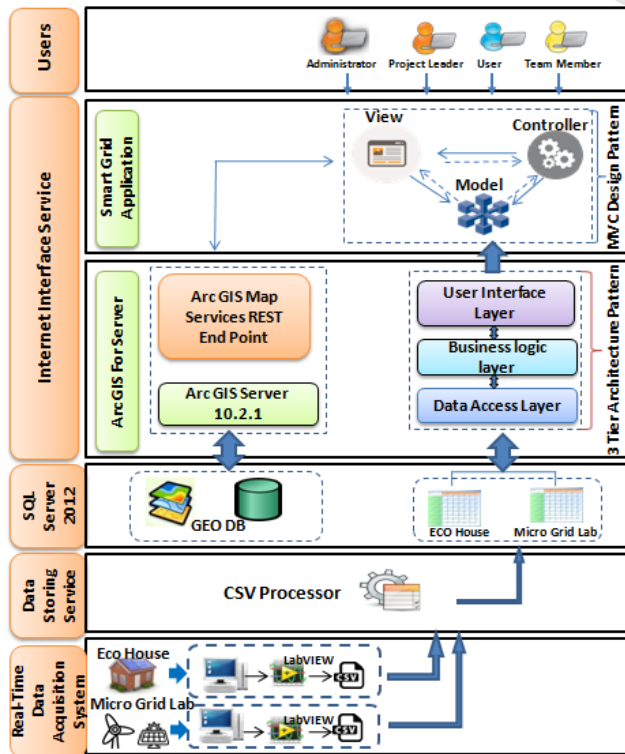 Users
Administrator
Project Leader
User
Team Member
Internet Interface Service
Smart Grid
Application
View
Controller
Model
MVC Design Pattern
ArcGIS For Server
Arc GIS Map
Services REST
End Point
Arc GIS Server
10.2.1
User Interface
Layer
Business logic
layer
Data Access Layer
3 Tier Architecture Pattern
SQL
Server
2012
GEO DB
ECO House
Micro Grid Lab
Data
Storing
Service
CSV Processor
Real-Time
Data
Acquisition
System
Eco House
LabVIEW
CSV
Micro Grid Lab
LabVIEW
CSV